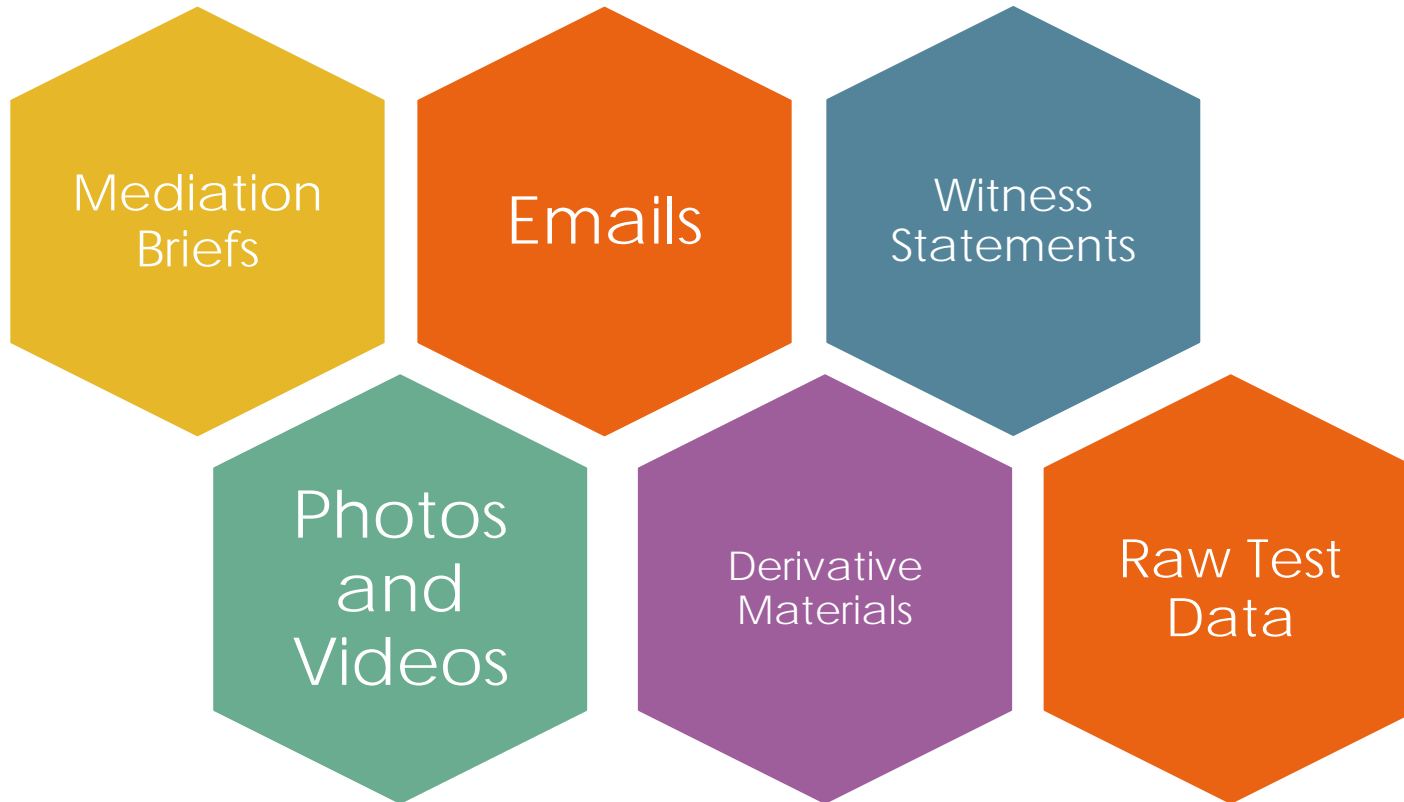 Mediation
Briefs
Emails
Witness
Statements
Photos
and
Videos
Derivative
Materials
Raw Test
Data